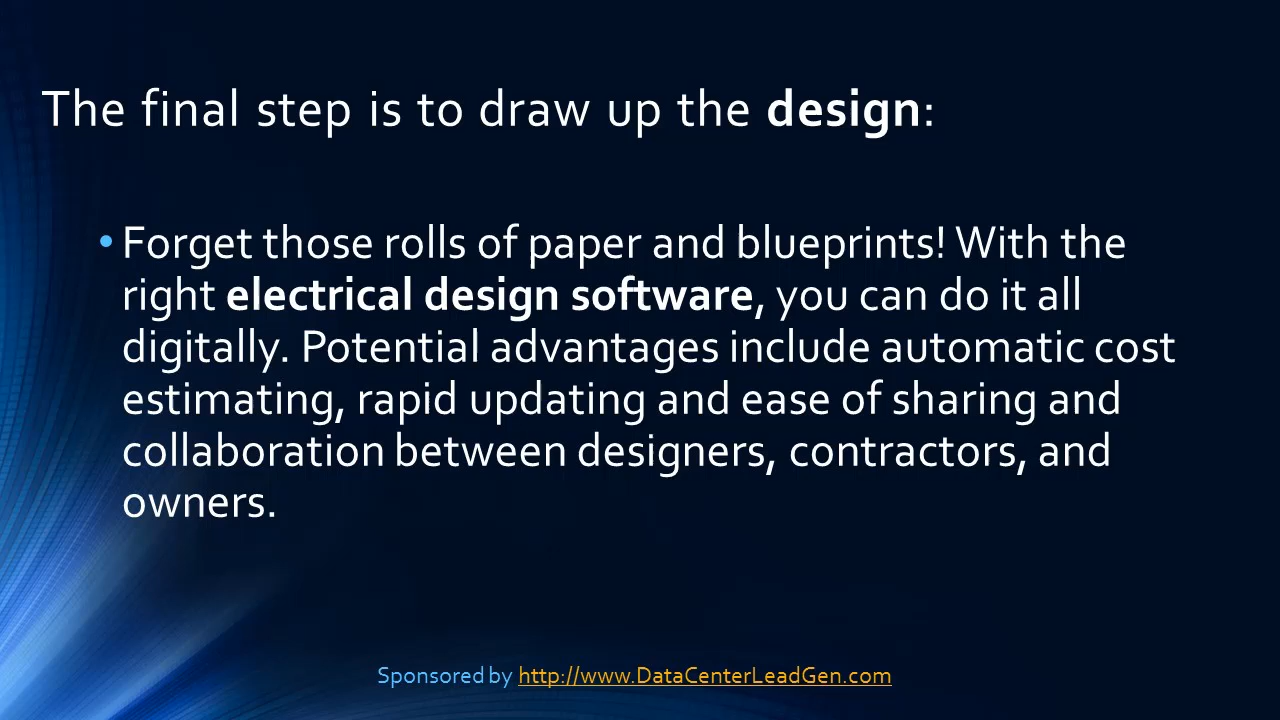 The final step is to draw up the design:
• Forget those rolls of paper and blueprints! With the
right electrical design software, you can do it all
digitally. Potential advantages include automatic cost
estimating, rapid updating and ease of sharing and
collaboration between designers, contractors, and
owners.
Sponsored by http://www.DataCenterLeadGen.com